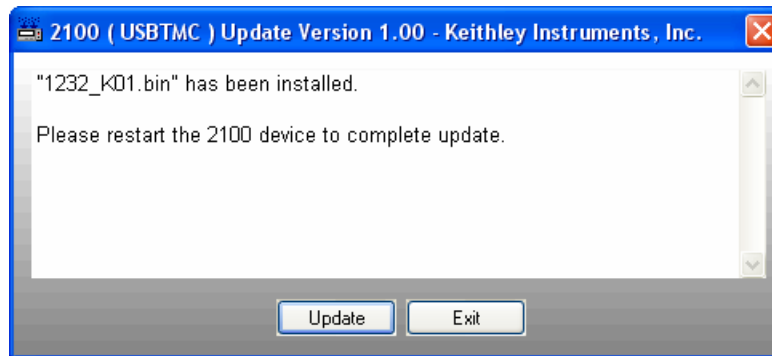 2100 ( USBTMC ) Update Version 1.00 - Keithley Instruments, Inc.
"1232_K01.bin" has been installed.
Please restart the 2100 device to complete update.
Update
Exit